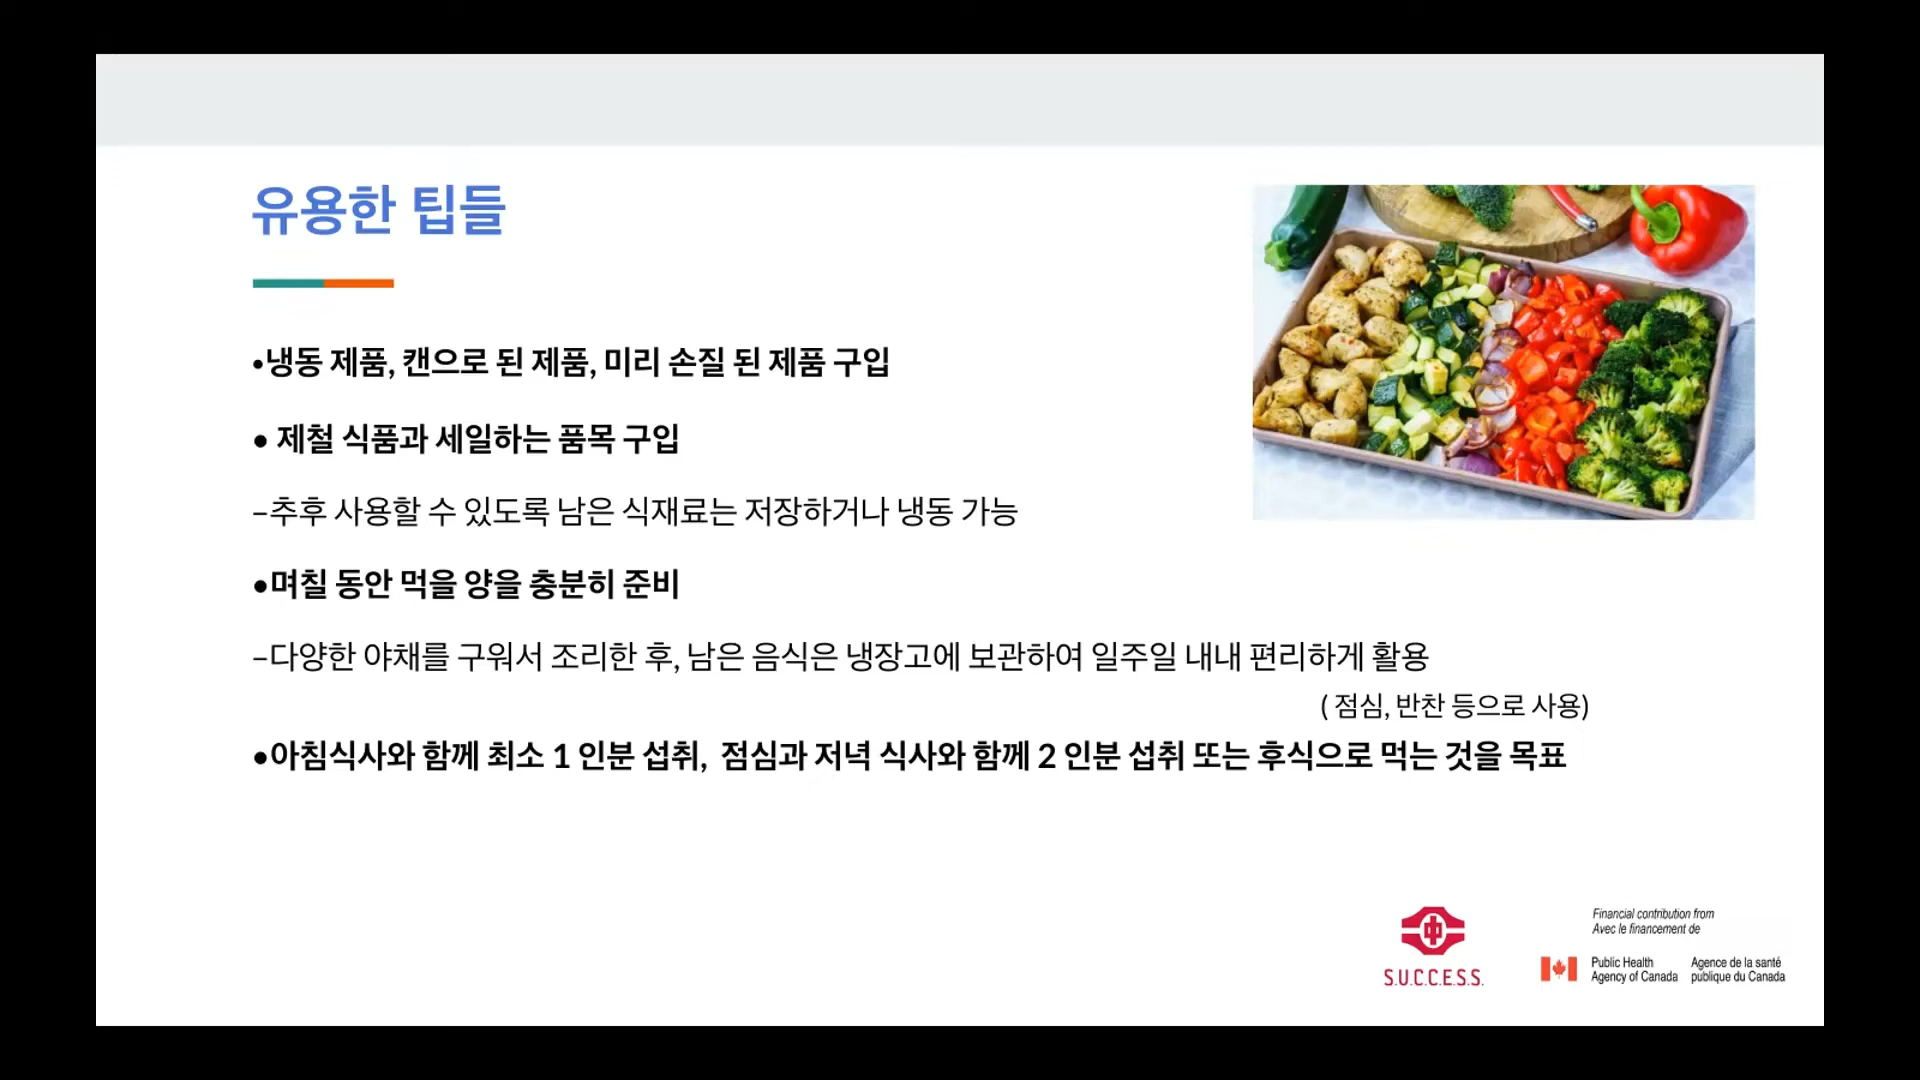 유용한 팁들
•냉동 제품, 캔으로 된 제품, 미리 손질 된 제품 구입
• 제철 식품과 세일하는 품목 구입
–추후 사용할 수 있도록 남은 식재료는 저장하거나 냉동 가능
•며칠 동안 먹을 양을 충분히 준비
–다양한 야채를 구워서 조리한 후, 남은 음식은 냉장고에 보관하여 일주일 내내 편리하게 활용
( 점심, 반찬 등으로 사용)
•아침식사와 함께 최소 1 인분 섭취, 점심과 저녁 식사와 함께 2 인분 섭취 또는 후식으로 먹는 것을 목표
中
S.U.C.C.E.S.S.
Financial contribution from
Avec le financement de
Public Health
Agency of Canada
Agence de la santé
publique du Canada